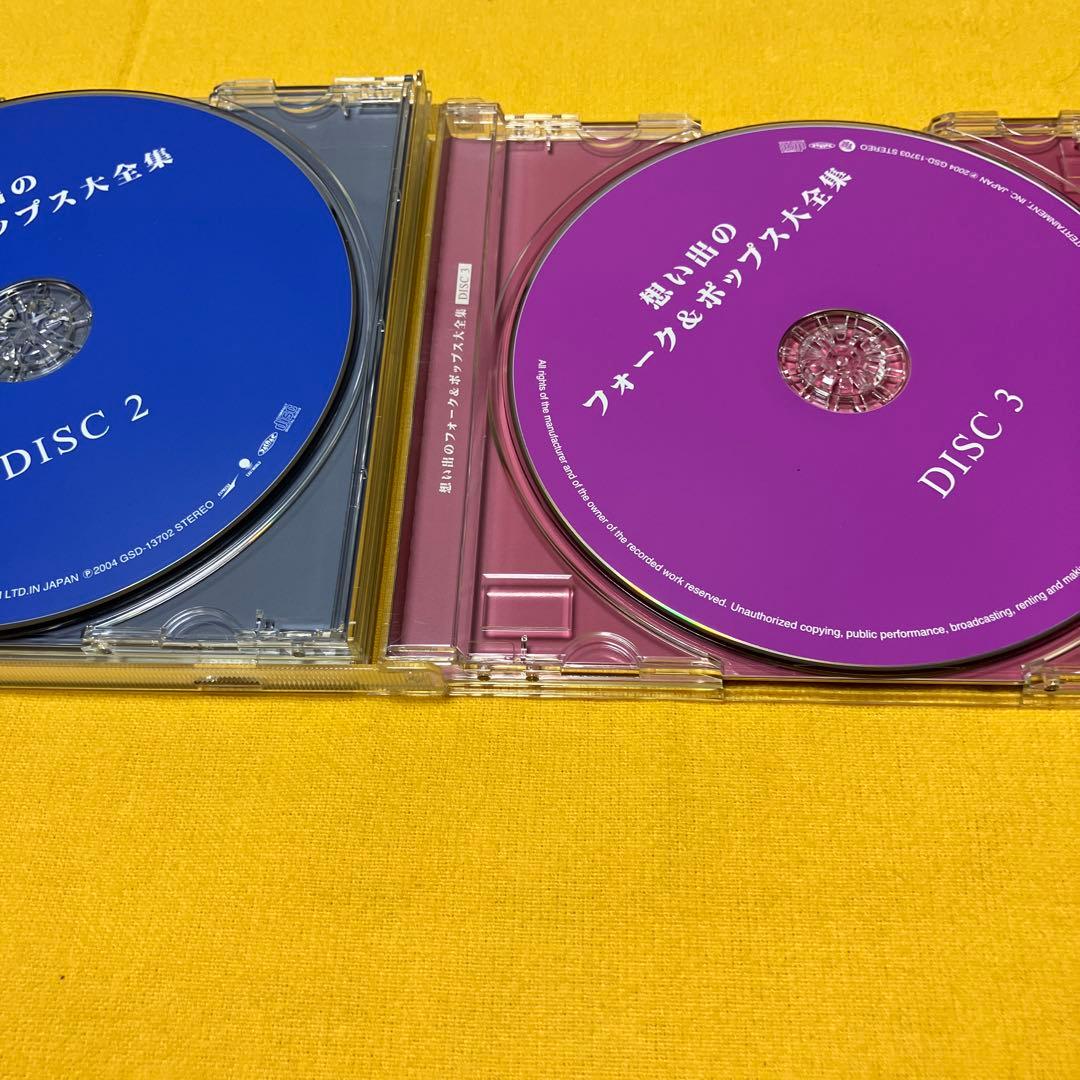 出の
ップス大全集
DISC 2
LTD.IN JAPAN ℗2004 GSD-13702 STEREO
想い出のフォーク&ポップス大全集 DISC 3
想い出の
フォーク&ポップス大全集
DISC 3
INC. JAPAN ℗2004 GSD-13703 STEREO
All rights of the manufacturer and of the owner of the recorded work reserved. Unauthorized copying, public performance, broadcasting, renting and